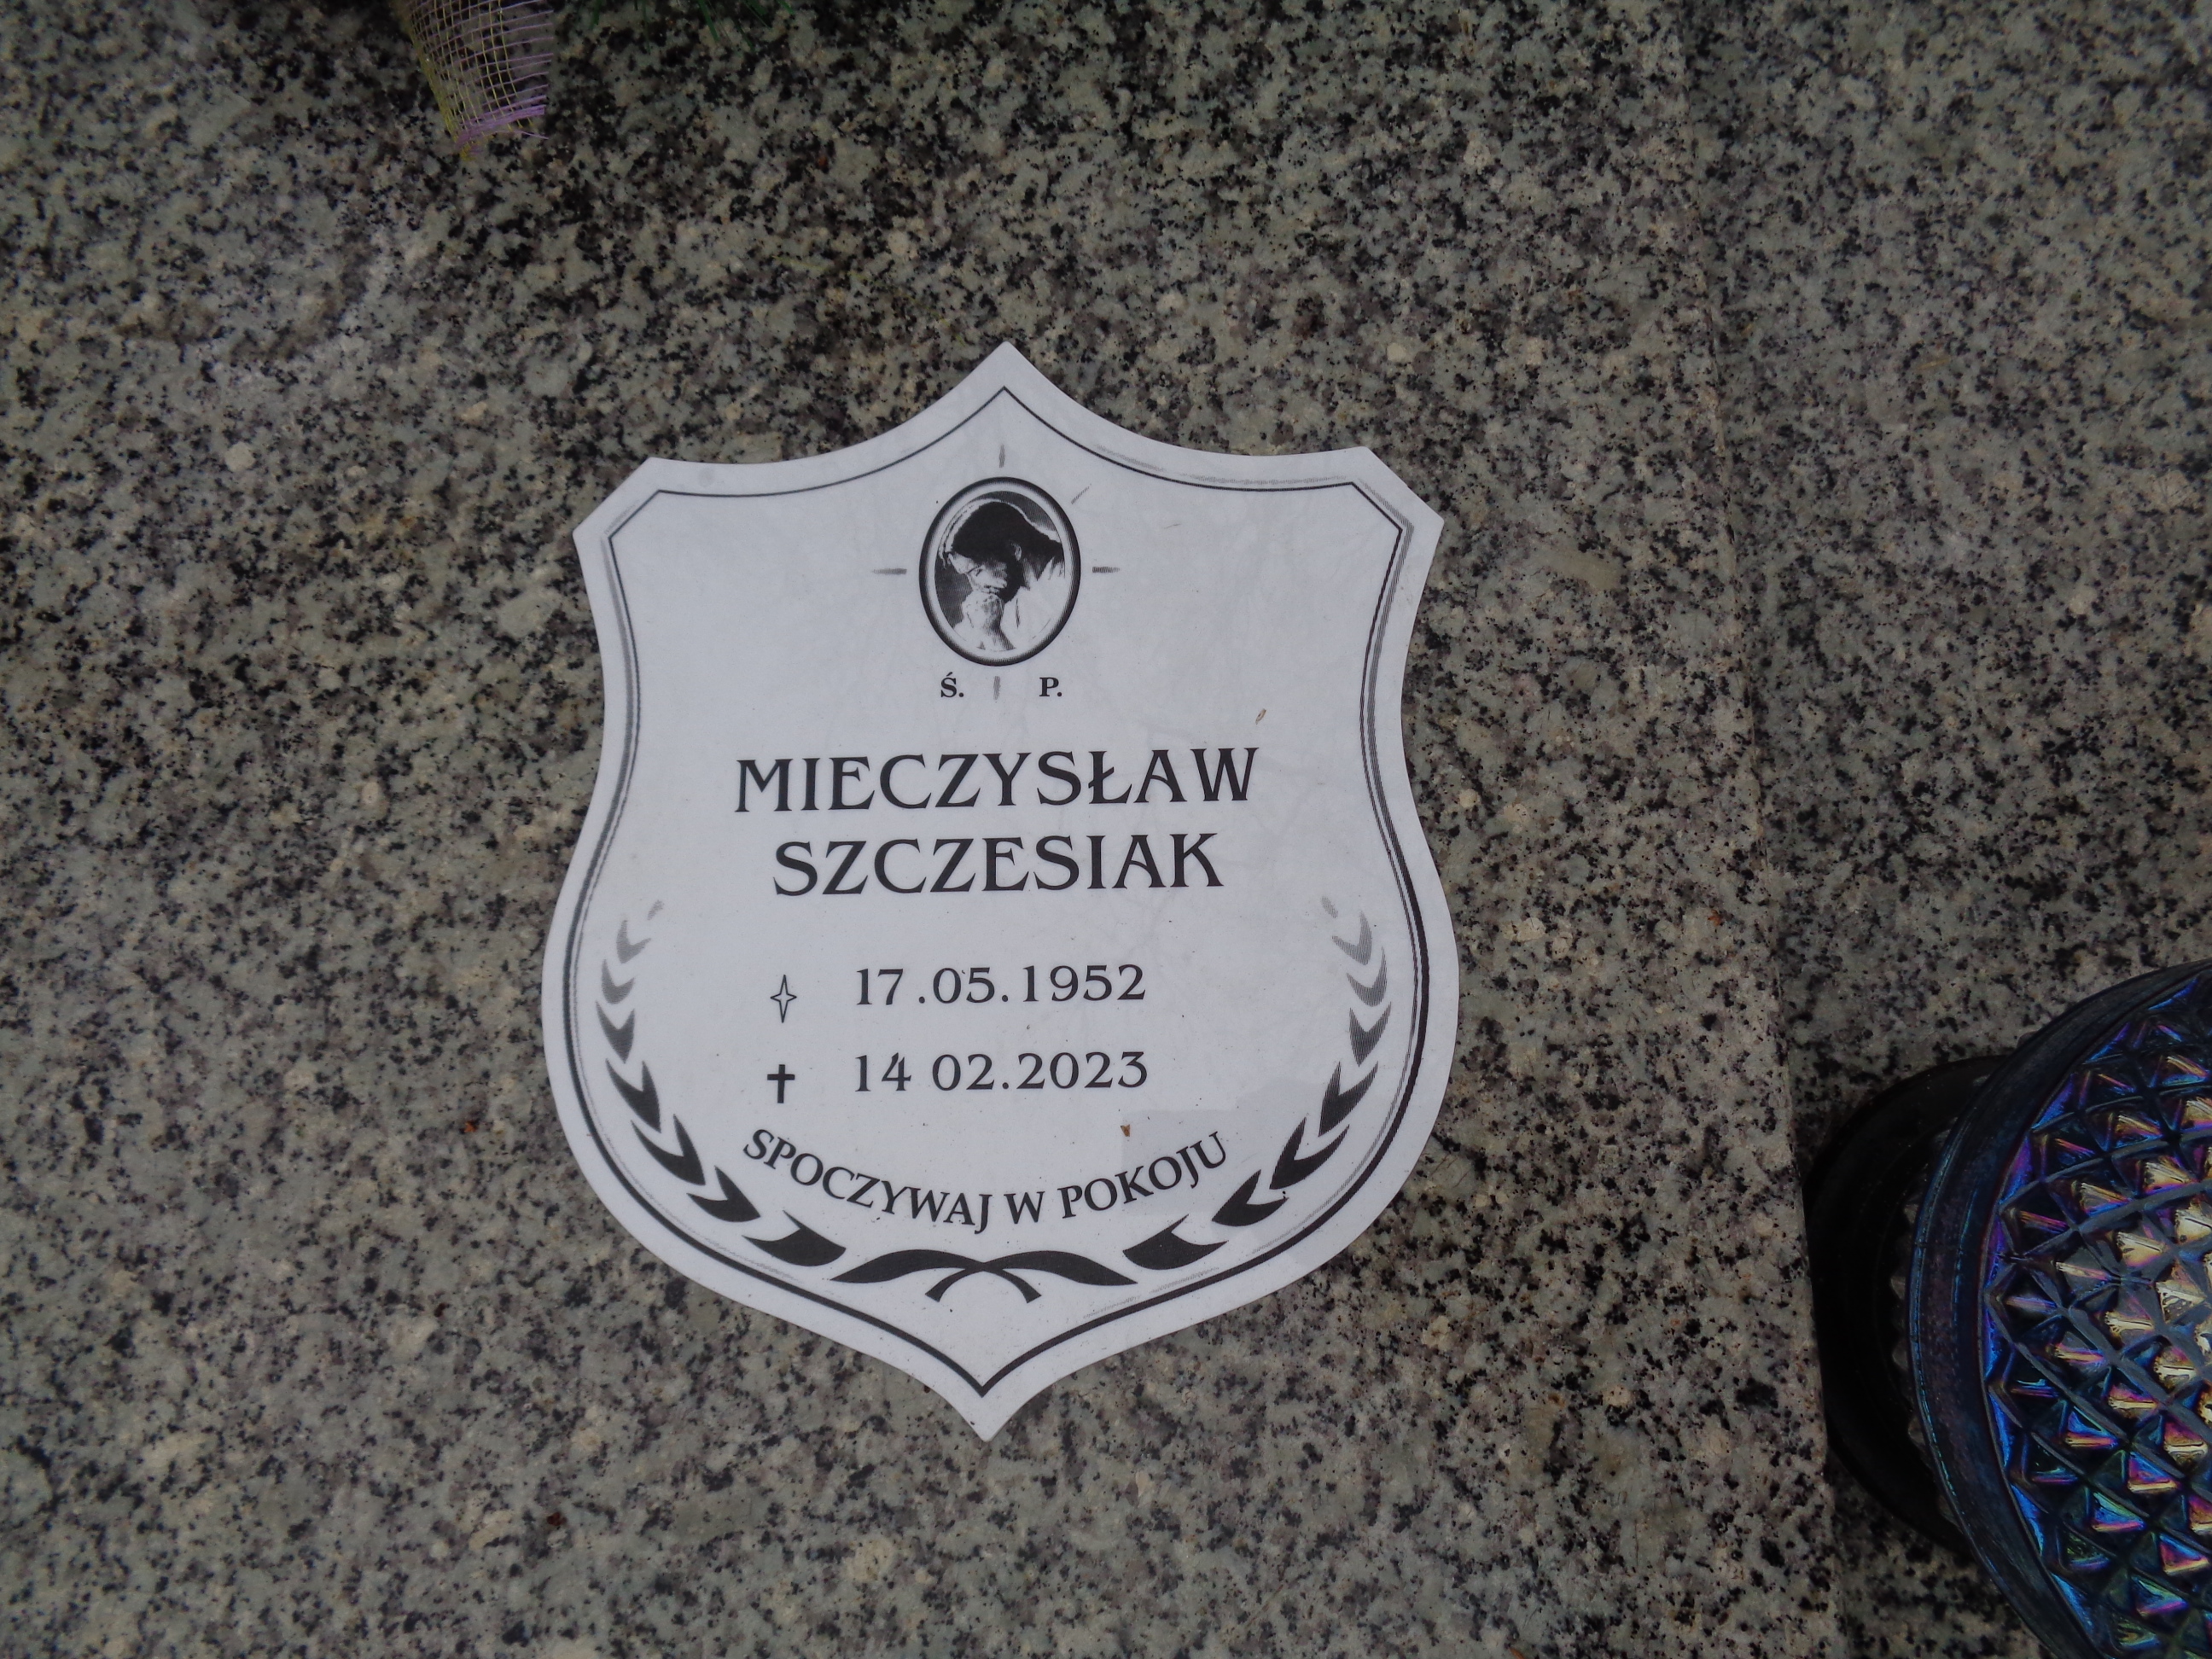 Ś. P.
MIECZYSŁAW
SZCZESIAK
17.05.1952
14 02.2023
SPOCZYWAJ W POKOJU